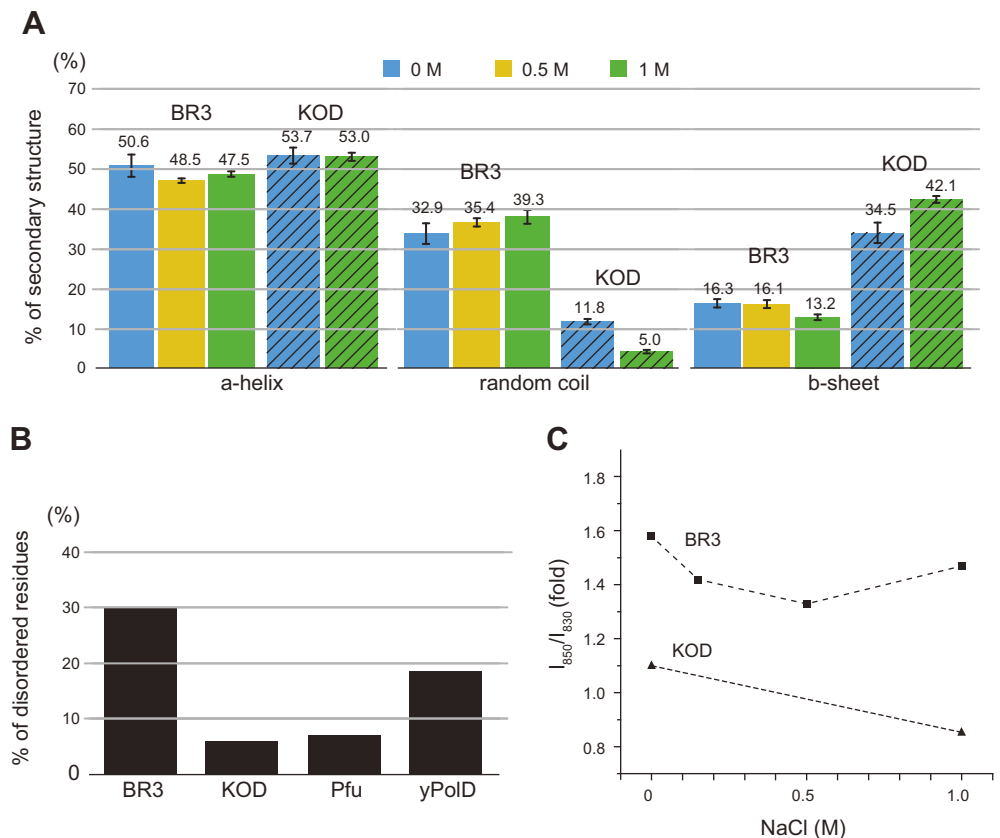 A
(%)
0 M 0.5 M 1 M
% of secondary structure
70
60
50
40
30
20
10
0
BR3 KOD
50.6 48.5 47.5 53.7 53.0
BR3
32.9 35.4 39.3
KOD
11.8 5.0
BR3
16.3 16.1 13.2
KOD
34.5 42.1
a-helix random coil b-sheet
B
(%)
% of disordered residues
40
30
20
10
0
BR3 KOD Pfu yPolD
C
I850/I830 (fold)
1.8
1.6
1.4
1.2
1.0
0.8
BR3
KOD
0 0.5 1.0
NaCl (M)